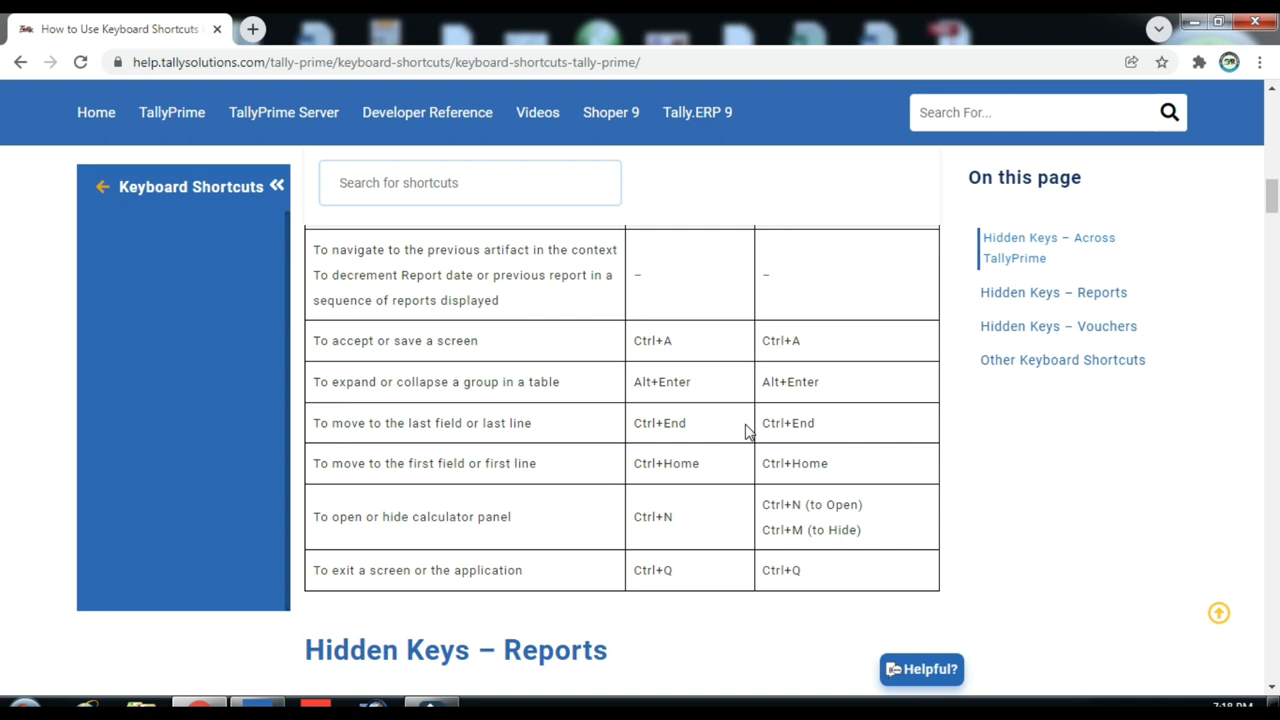 How to Use Keyboard Shortcuts
help.tallysolutions.com/tally-prime/keyboard-shortcuts/keyboard-shortcuts-tally-prime/
Home TallyPrime TallyPrime Server Developer Reference Videos Shoper 9 Tally.ERP 9
Search For...
Keyboard Shortcuts
Search for shortcuts
To navigate to the previous artifact in the context
To decrement Report date or previous report in a
sequence of reports displayed
– –
To accept or save a screen Ctrl+A Ctrl+A
To expand or collapse a group in a table Alt+Enter Alt+Enter
To move to the last field or last line Ctrl+End Ctrl+End
To move to the first field or first line Ctrl+Home Ctrl+Home
To open or hide calculator panel Ctrl+N Ctrl+N (to Open)
Ctrl+M (to Hide)
To exit a screen or the application Ctrl+Q Ctrl+Q
Hidden Keys – Reports
On this page
Hidden Keys – Across
TallyPrime
Hidden Keys – Reports
Hidden Keys – Vouchers
Other Keyboard Shortcuts
Helpful?
7:18 PM